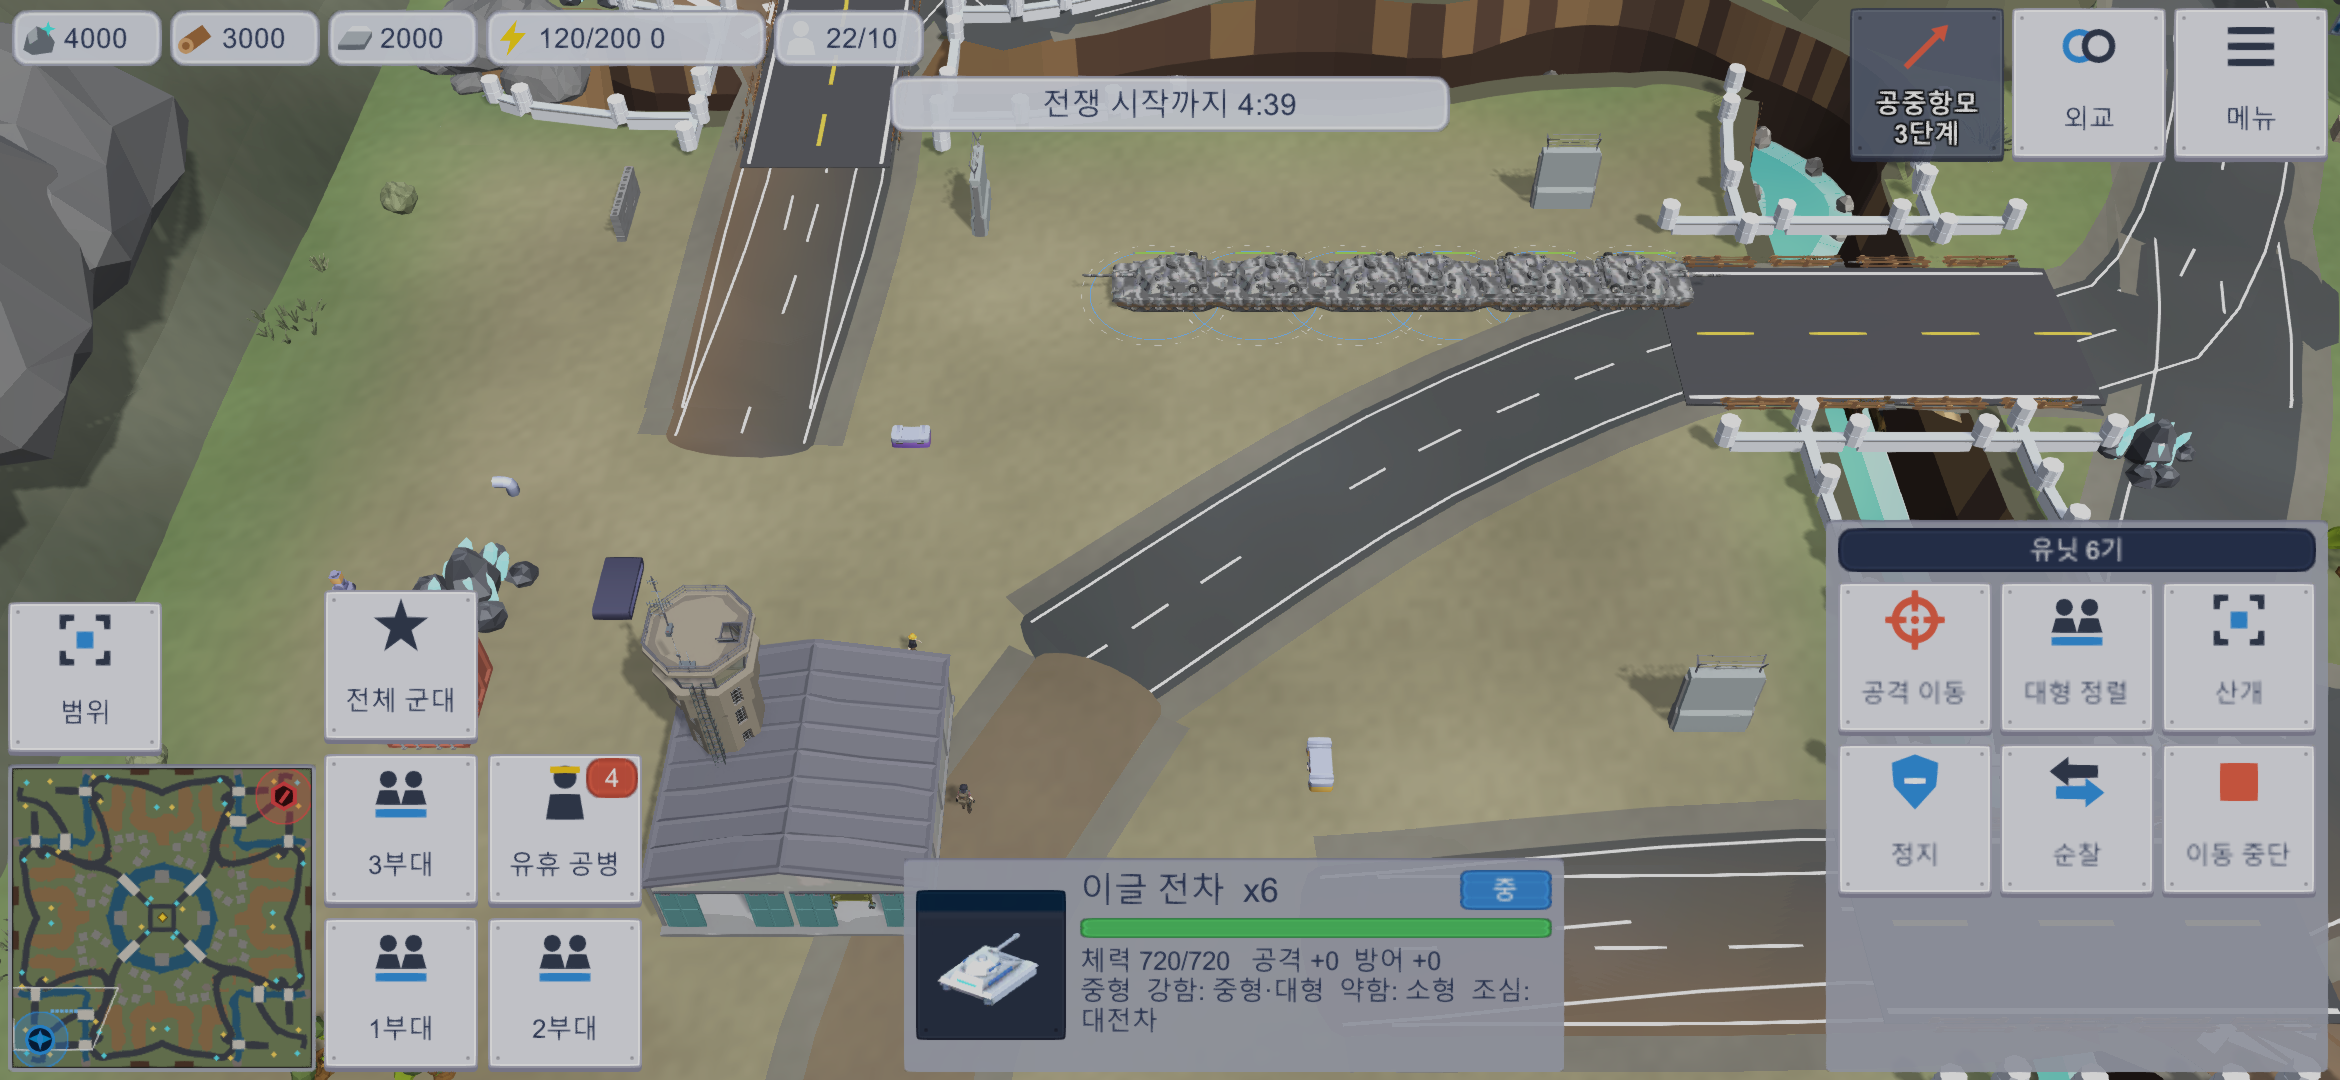 4000
3000
2000
120/200 0
22/10
전쟁 시작까지 4:39
공중항모
3단계
외교
메뉴
유닛 6기
공격 이동
대형 정렬
산개
정지
순찰
이동 중단
범위
전체 군대
3부대
4
유휴 공병
1부대
2부대
이글 전차 x6
중
체력 720/720 공격 +0 방어 +0
중형 강함: 중형·대형 약함: 소형 조심:
대전차